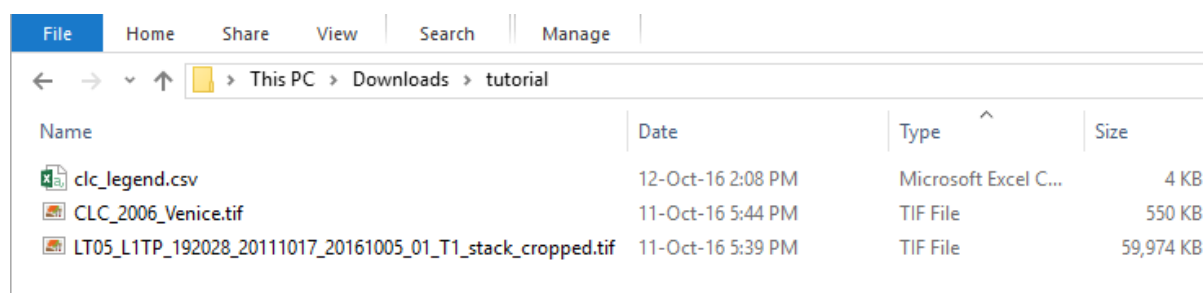 File Home Share View Search Manage
This PC > Downloads > tutorial
Name Date Type Size
clc_legend.csv 12-Oct-16 2:08 PM Microsoft Excel C... 4 KB
CLC_2006_Venice.tif 11-Oct-16 5:44 PM TIF File 550 KB
LT05_L1TP_192028_20111017_20161005_01_T1_stack_cropped.tif 11-Oct-16 5:39 PM TIF File 59,974 KB